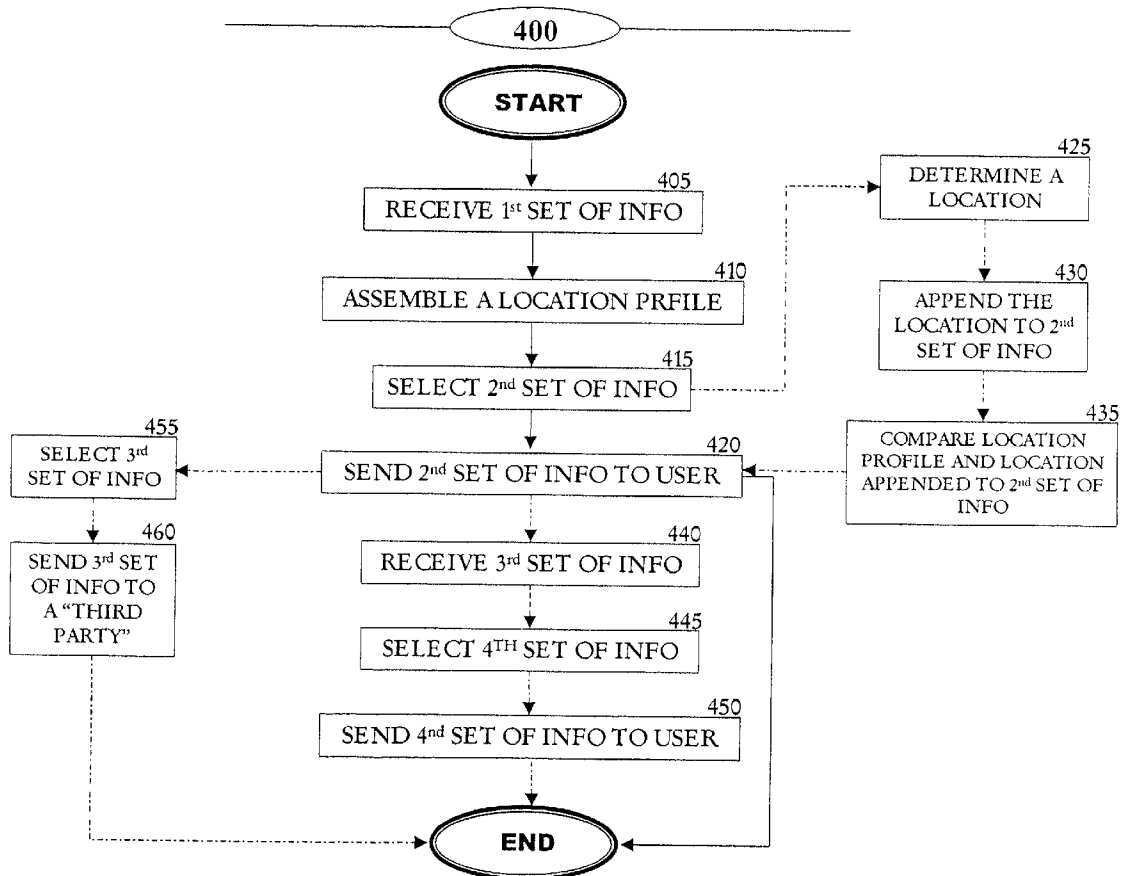 400
START
405
RECEIVE 1st SET OF INFO
410
ASSEMBLE A LOCATION PRFILE
415
SELECT 2nd SET OF INFO
425
DETERMINE A
LOCATION
430
APPEND THE
LOCATION TO 2nd
SET OF INFO
435
COMPARE LOCATION
PROFILE AND LOCATION
APPENDED TO 2nd SET OF
INFO
420
SEND 2nd SET OF INFO TO USER
455
SELECT 3rd
SET OF INFO
460
SEND 3rd SET
OF INFO TO
A “THIRD
PARTY”
440
RECEIVE 3rd SET OF INFO
445
SELECT 4TH SET OF INFO
450
SEND 4nd SET OF INFO TO USER
END